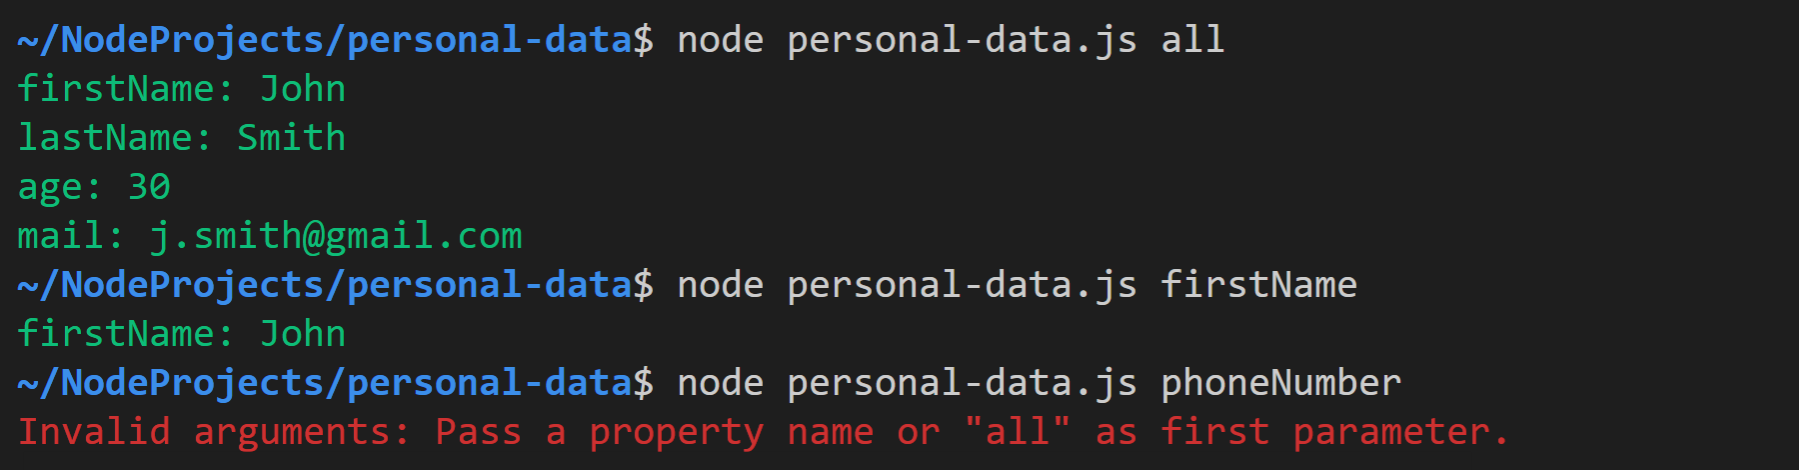 ~/NodeProjects/personal-data$ node personal-data.js all
firstName: John
lastName: Smith
age: 30
mail: j.smith@gmail.com
~/NodeProjects/personal-data$ node personal-data.js firstName
firstName: John
~/NodeProjects/personal-data$ node personal-data.js phoneNumber
Invalid arguments: Pass a property name or "all" as first parameter.